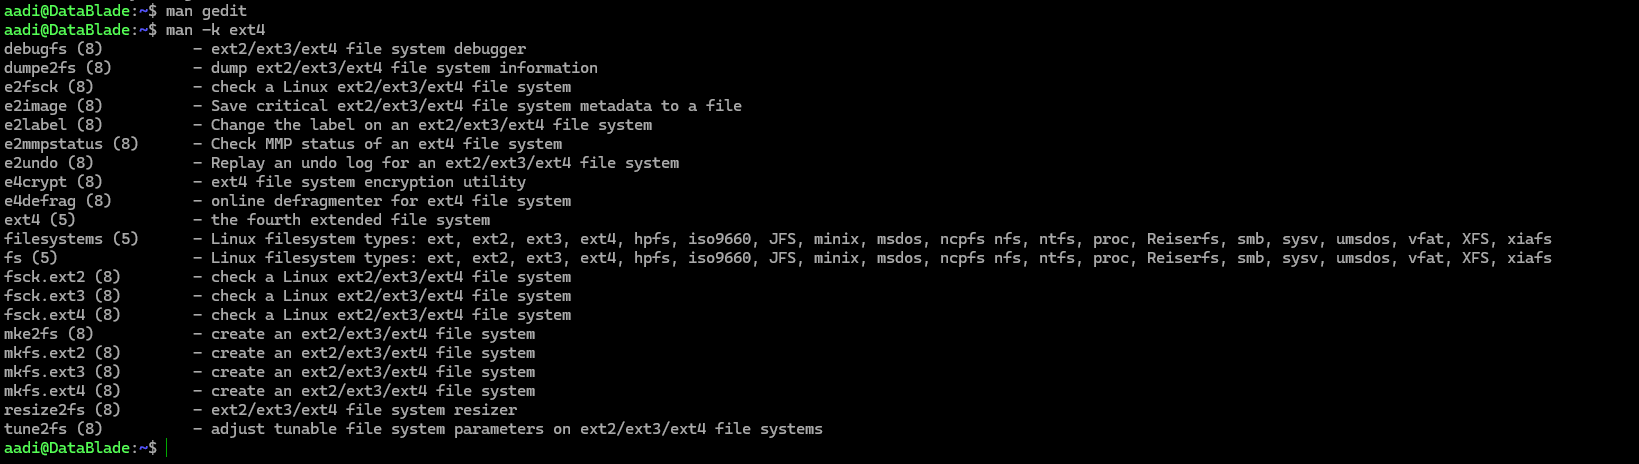 aadi@DataBlade:~$ man gedit
aadi@DataBlade:~$ man -k ext4
debugfs (8)          - ext2/ext3/ext4 file system debugger
dumpe2fs (8)         - dump ext2/ext3/ext4 file system information
e2fsck (8)           - check a Linux ext2/ext3/ext4 file system
e2image (8)          - Save critical ext2/ext3/ext4 file system metadata to a file
e2label (8)          - Change the label on an ext2/ext3/ext4 file system
e2mmpstatus (8)      - Check MMP status of an ext4 file system
e2undo (8)           - Replay an undo log for an ext2/ext3/ext4 file system
e4crypt (8)          - ext4 file system encryption utility
e4defrag (8)         - online defragmenter for ext4 file system
ext4 (5)             - the fourth extended file system
filesystems (5)      - Linux filesystem types: ext, ext2, ext3, ext4, hpfs, iso9660, JFS, minix, msdos, ncpfs nfs, ntfs, proc, Reiserfs, smb, sysv, umsdos, vfat, XFS, xiafs
fs (5)               - Linux filesystem types: ext, ext2, ext3, ext4, hpfs, iso9660, JFS, minix, msdos, ncpfs nfs, ntfs, proc, Reiserfs, smb, sysv, umsdos, vfat, XFS, xiafs
fsck.ext2 (8)        - check a Linux ext2/ext3/ext4 file system
fsck.ext3 (8)        - check a Linux ext2/ext3/ext4 file system
fsck.ext4 (8)        - check a Linux ext2/ext3/ext4 file system
mke2fs (8)           - create an ext2/ext3/ext4 file system
mkfs.ext2 (8)        - create an ext2/ext3/ext4 file system
mkfs.ext3 (8)        - create an ext2/ext3/ext4 file system
mkfs.ext4 (8)        - create an ext2/ext3/ext4 file system
resize2fs (8)        - ext2/ext3/ext4 file system resizer
tune2fs (8)          - adjust tunable file system parameters on ext2/ext3/ext4 file systems
aadi@DataBlade:~$